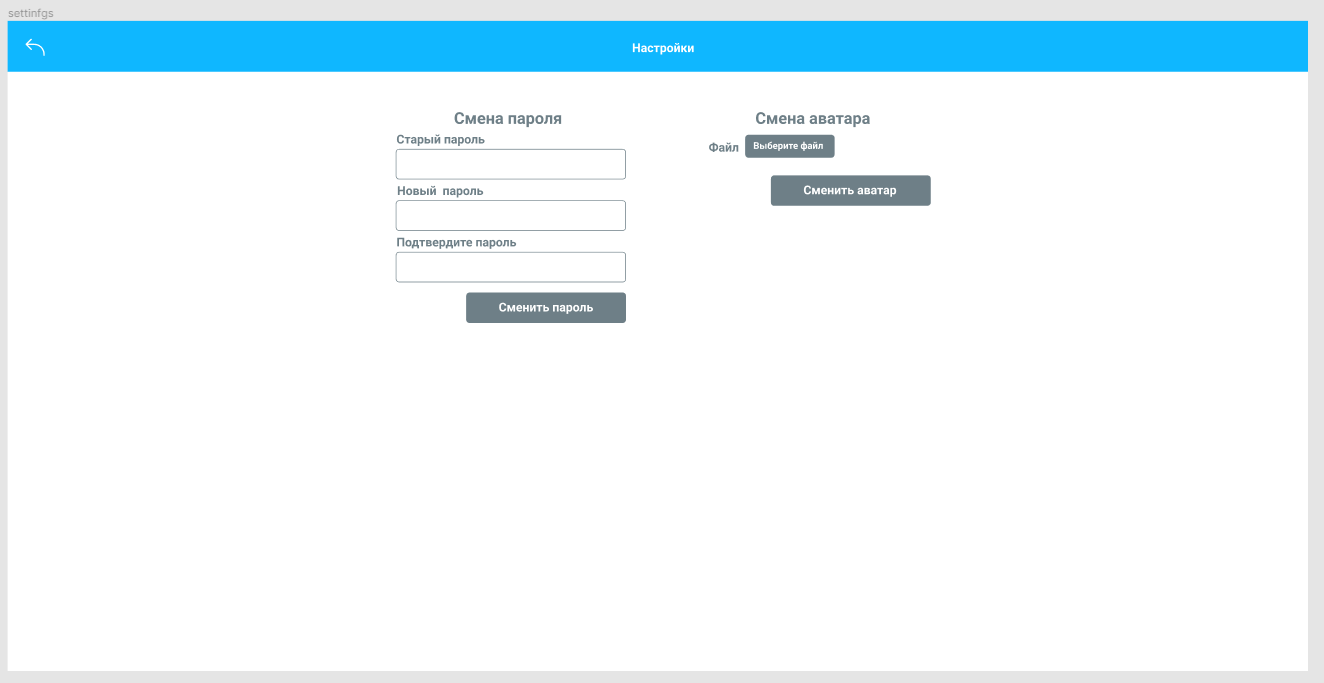 settinfgs
Настройки
Смена пароля
Старый пароль
Новый  пароль
Подтвердите пароль
Сменить пароль
Смена аватара
Файл Выберите файл
Сменить аватар